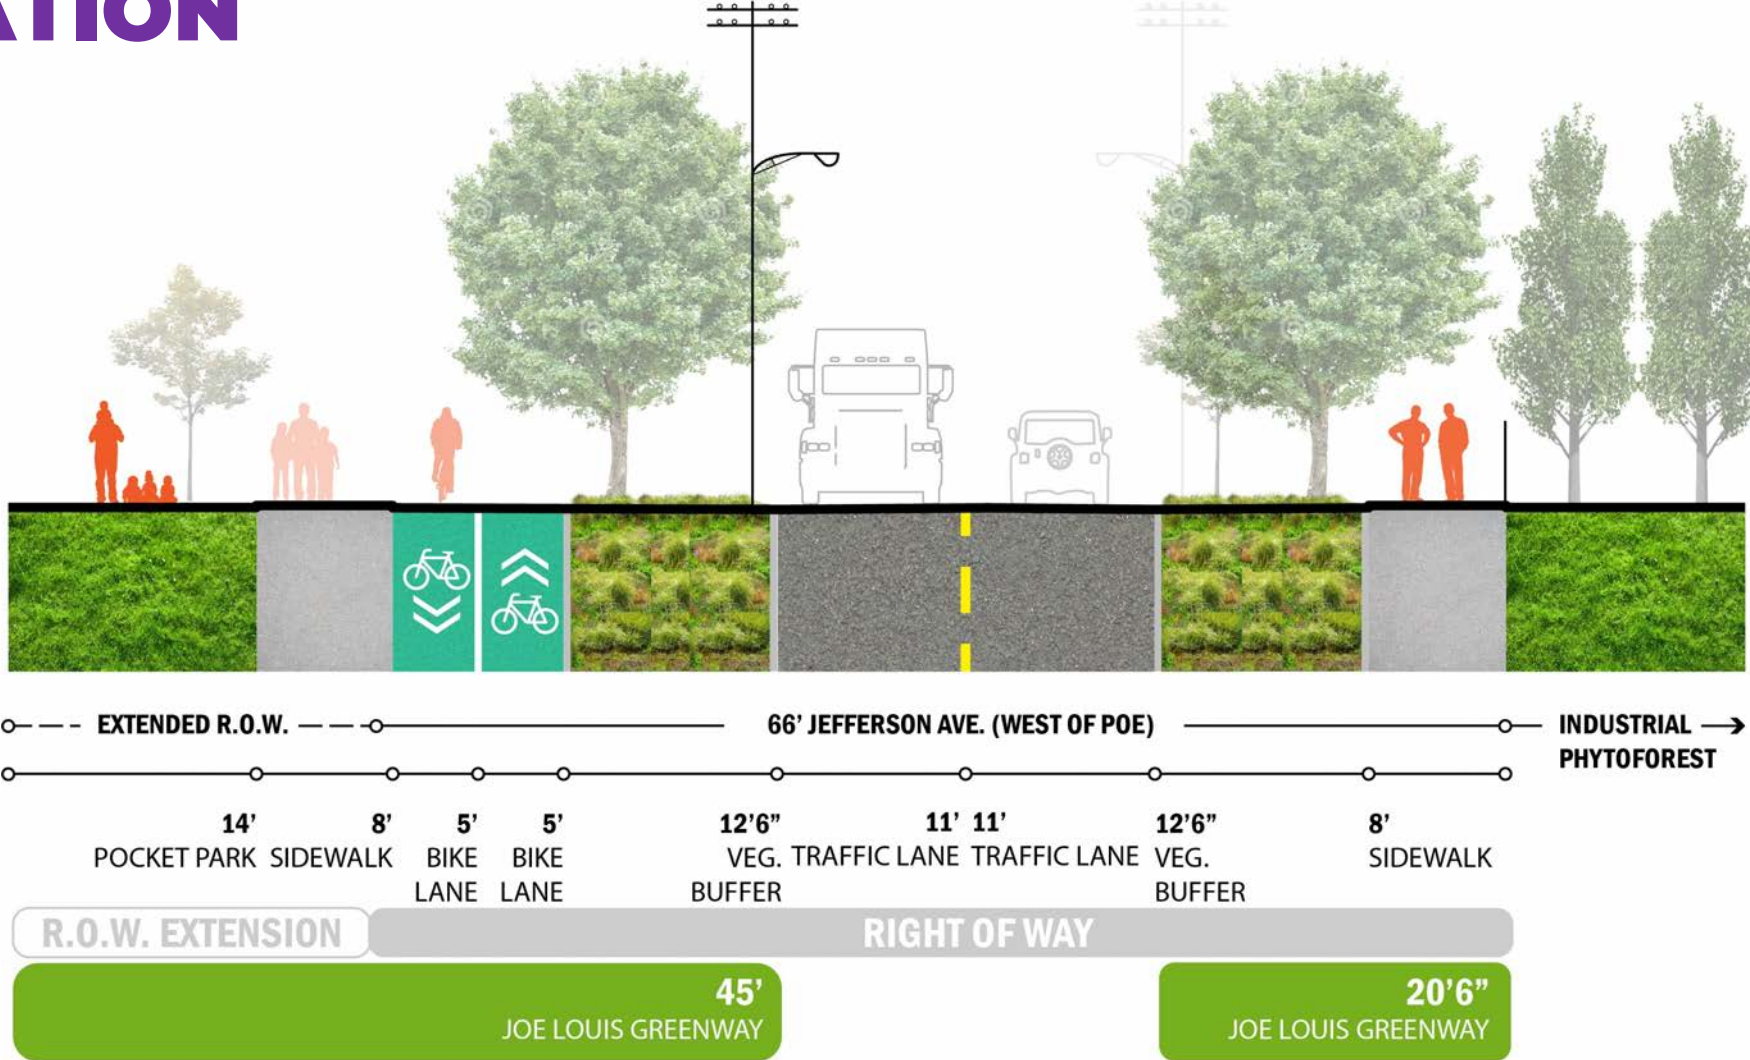 ATION
EXTENDED R.O.W.
66' JEFFERSON AVE. (WEST OF POE)
INDUSTRIAL
PHYTOFOREST
14'
POCKET PARK
8'
SIDEWALK
5'
BIKE
LANE
5'
BIKE
LANE
12'6"
VEG.
BUFFER
11'
TRAFFIC LANE
11'
TRAFFIC LANE
12'6"
VEG.
BUFFER
8'
SIDEWALK
R.O.W. EXTENSION
RIGHT OF WAY
45'
JOE LOUIS GREENWAY
20'6"
JOE LOUIS GREENWAY